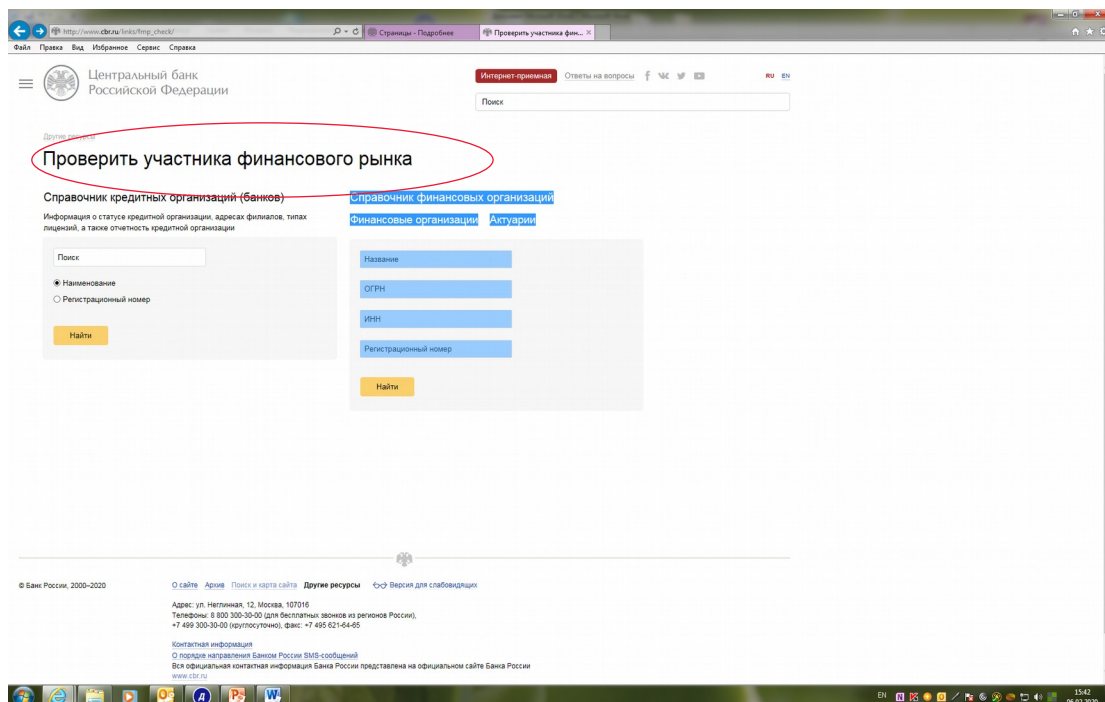 http://www.cbr.ru/links/fmp_check/
Страницы - Подробнее
Проверить участника фин...
Файл Правка Вид Избранное Сервис Справка
Центральный банк
Российской Федерации
Интернет-приемная Ответы на вопросы
RU EN
Поиск
Другие ресурсы
Проверить участника финансового рынка
Справочник кредитных организаций (банков)
Информация о статусе кредитной организации, адресах филиалов, типах
лицензий, а также отчетность кредитной организации
Поиск
Наименование
Регистрационный номер
Найти
Справочник финансовых организаций
Финансовые организации Актуарии
Название
ОГРН
ИНН
Регистрационный номер
Найти
© Банк России, 2000–2020
О сайте Архив Поиск и карта сайта Другие ресурсы Версия для слабовидящих
Адрес: ул. Неглинная, 12, Москва, 107016
Телефоны: 8 800 300-30-00 (для бесплатных звонков из регионов России),
+7 499 300-30-00 (круглосуточно), факс: +7 495 621-64-65
Контактная информация
О порядке направления Банком России SMS-сообщений
Вся официальная контактная информация Банка России представлена на официальном сайте Банка России
www.cbr.ru
EN
15:42
06.02.2020